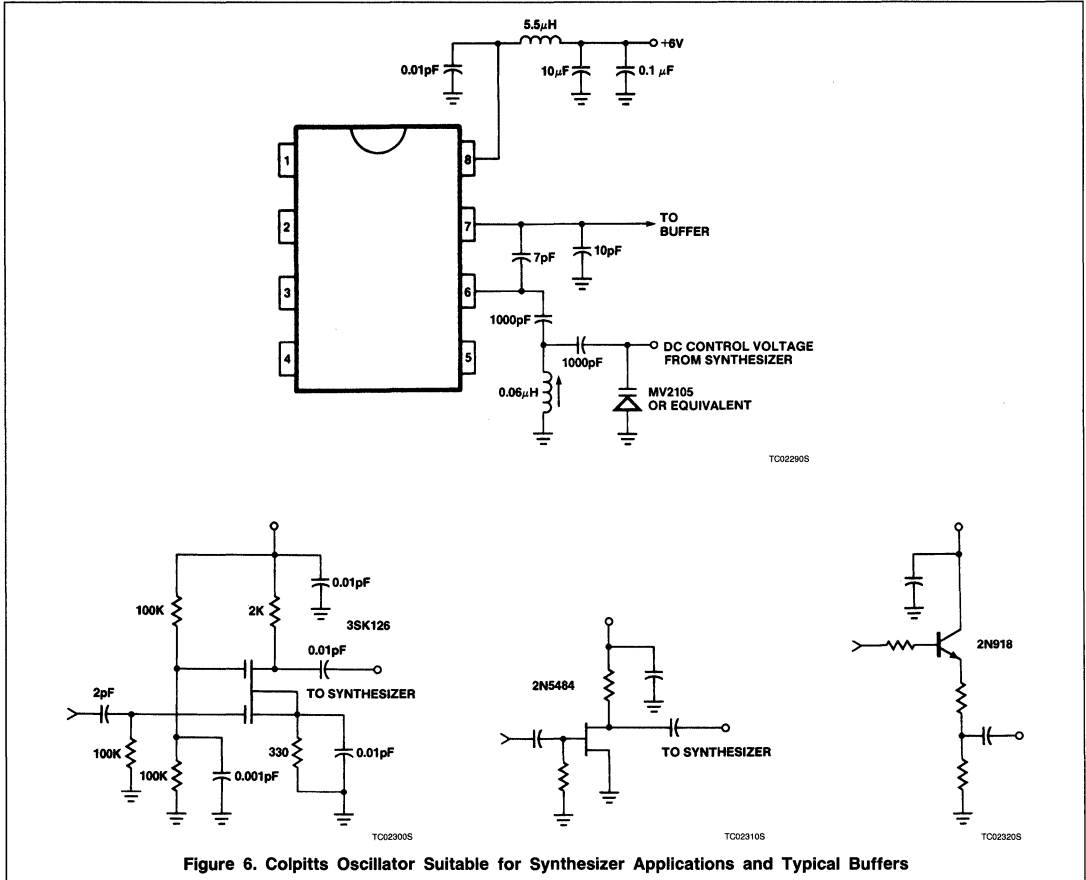 5.5μH
+6V
0.01pF
10μF
0.1 μF
1
8
2
7
TO
BUFFER
7pF
10pF
3
6
1000pF
4
5
DC CONTROL VOLTAGE
FROM SYNTHESIZER
1000pF
0.06μH
MV2105
OR EQUIVALENT
TC02290S
0.01pF
100K
2K
3SK126
0.01pF
TO SYNTHESIZER
2pF
100K
100K
0.001pF
330
0.01pF
TC02300S
2N5484
TO SYNTHESIZER
TC02310S
2N918
TC02320S
Figure 6. Colpitts Oscillator Suitable for Synthesizer Applications and Typical Buffers